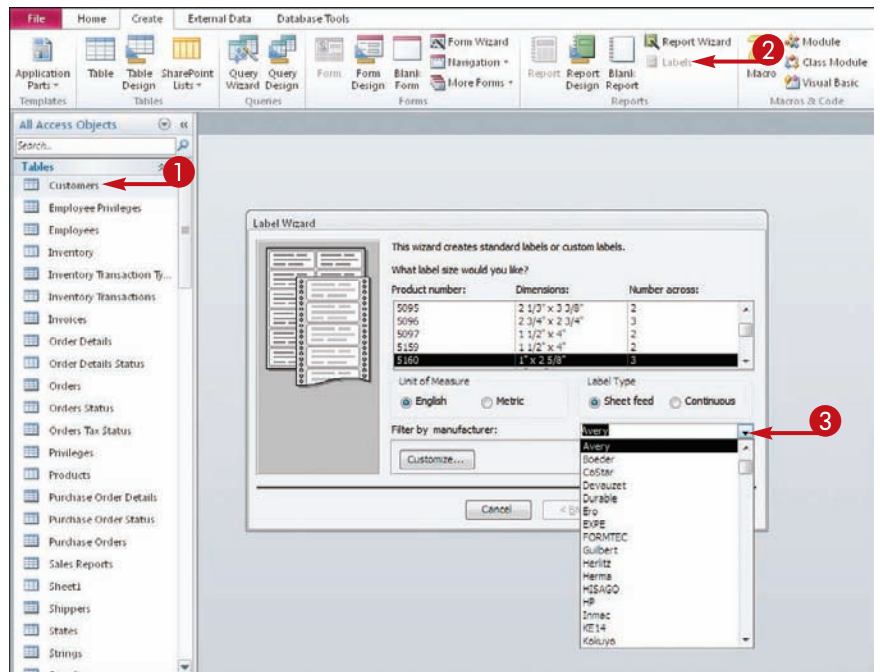 File Home Create External Data Database Tools
Application Parts
Table
Table Design
SharePoint Lists
Query Wizard
Query Design
Form
Form Design
Blank Form
Form Wizard
Navigation
More Forms
Report
Report Design
Blank Report
Report Wizard
Labels
2
Macro
Module
Class Module
Visual Basic
Templates Tables Queries Forms Reports Macros & Code
All Access Objects
Search...
Tables
1
Customers
Employee Privileges
Employees
Inventory
Inventory Transaction Ty...
Inventory Transactions
Invoices
Order Details
Order Details Status
Orders
Orders Status
Orders Tax Status
Privileges
Products
Purchase Order Details
Purchase Order Status
Purchase Orders
Sales Reports
Sheet1
Shippers
States
Strings
Label Wizard
This wizard creates standard labels or custom labels.
What label size would you like?
Product number: Dimensions: Number across:
5095 2 1/3" x 3 3/8" 2
5096 2 3/4" x 2 3/4" 3
5097 1 1/2" x 4" 2
5159 1 1/2" x 4" 2
5160 1" x 2 5/8" 3
Unit of Measure
English Metric
Label Type
Sheet feed Continuous
Filter by manufacturer:
Avery
3
Customize...
Cancel
Avery
Boeder
CoStar
Devauzet
Durable
Ero
EXPE
FORMTEC
Guilbert
Herlitz
Herma
HISAGO
HP
Inmac
KE14
Kokuyo